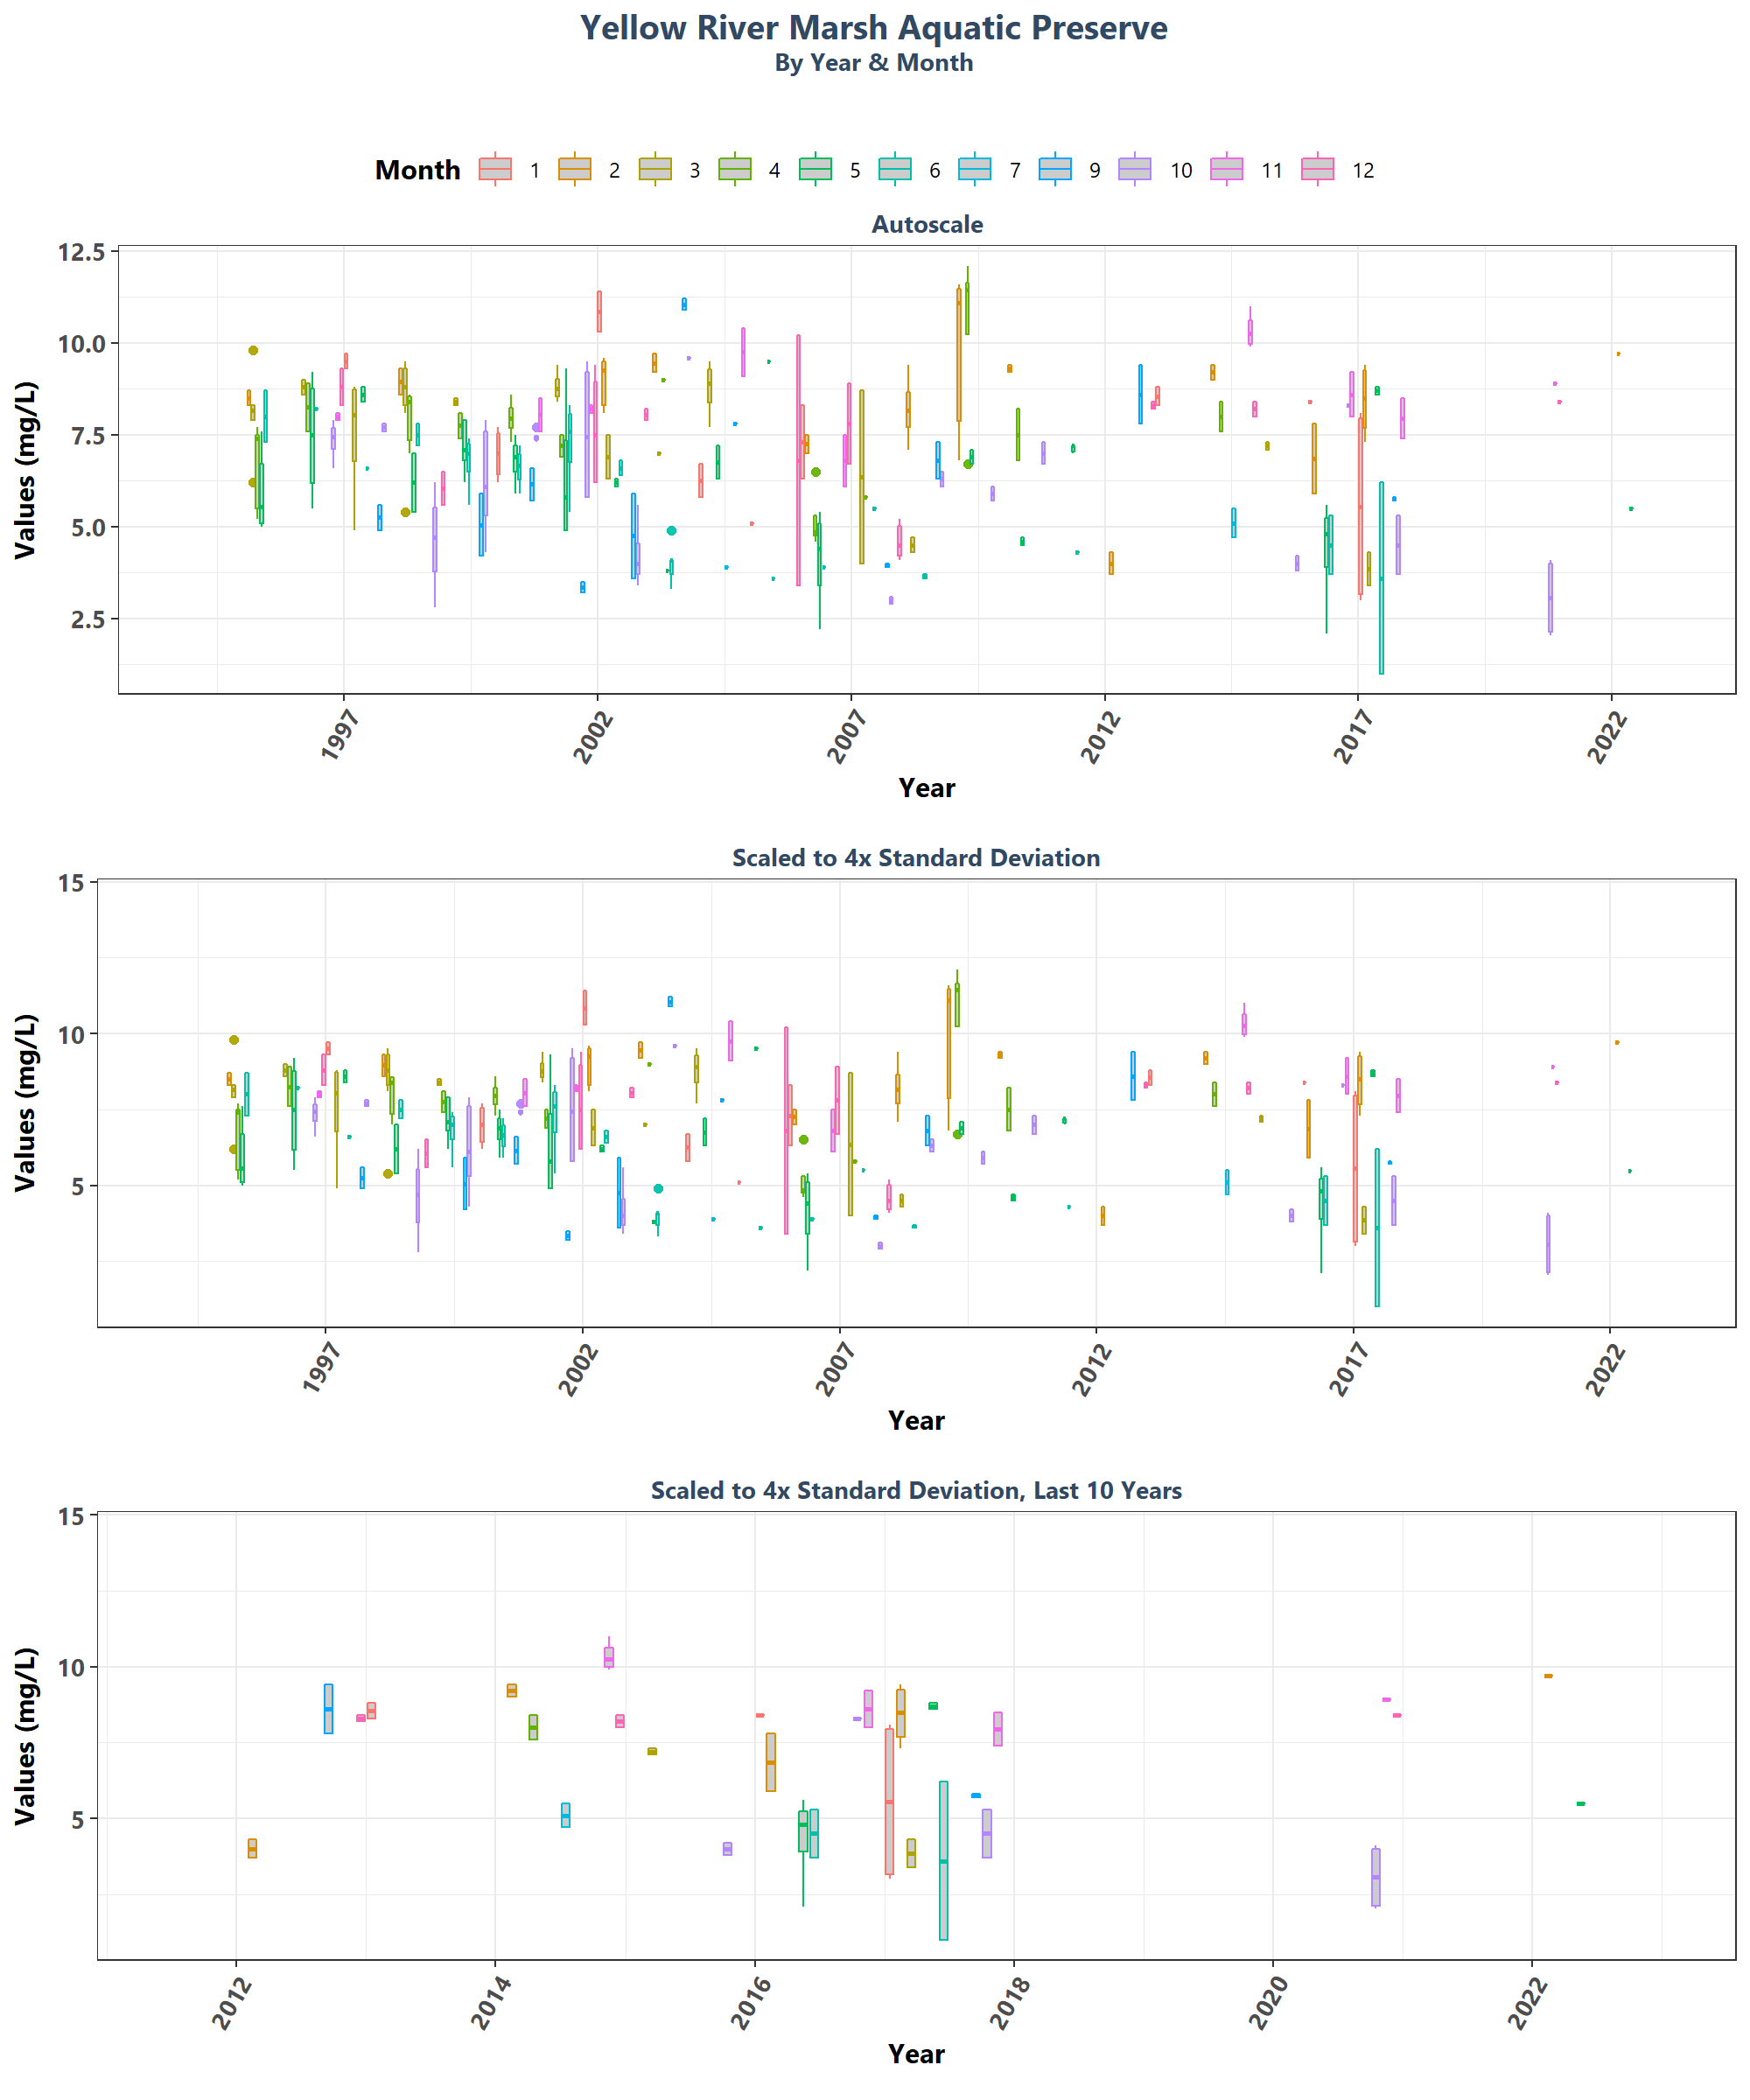 Yellow River Marsh Aquatic Preserve
By Year & Month
Month 1 2 3 4 5 6 7 9 10 11 12
Autoscale
Values (mg/L)
12.5
10.0
7.5
5.0
2.5
1997 2002 2007 2012 2017 2022
Year
Scaled to 4x Standard Deviation
Values (mg/L)
15
10
5
1997 2002 2007 2012 2017 2022
Year
Scaled to 4x Standard Deviation, Last 10 Years
Values (mg/L)
15
10
5
2012 2014 2016 2018 2020 2022
Year